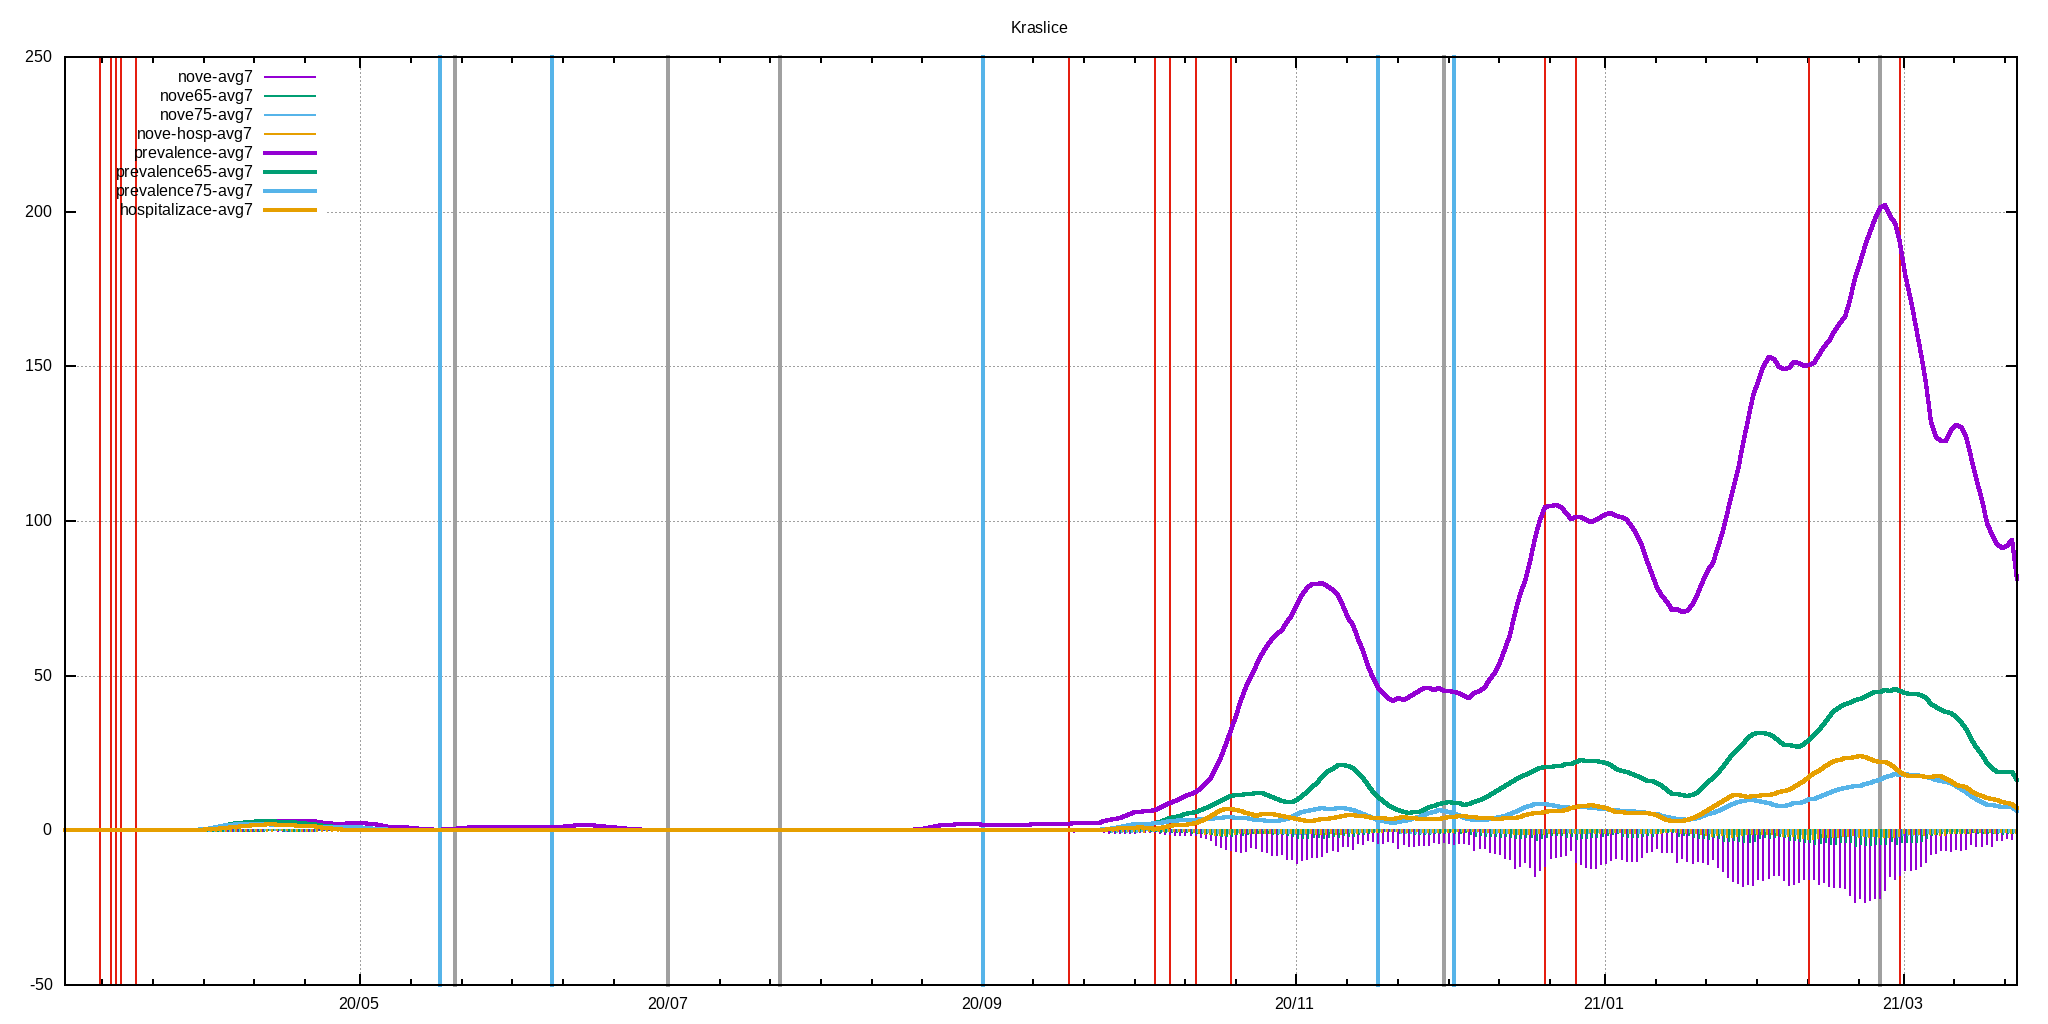 Kraslice
250
200
150
100
50
0
-50
nove-avg7
nove65-avg7
nove75-avg7
nove-hosp-avg7
prevalence-avg7
prevalence65-avg7
prevalence75-avg7
hospitalizace-avg7
20/05 20/07 20/09 20/11 21/01 21/03